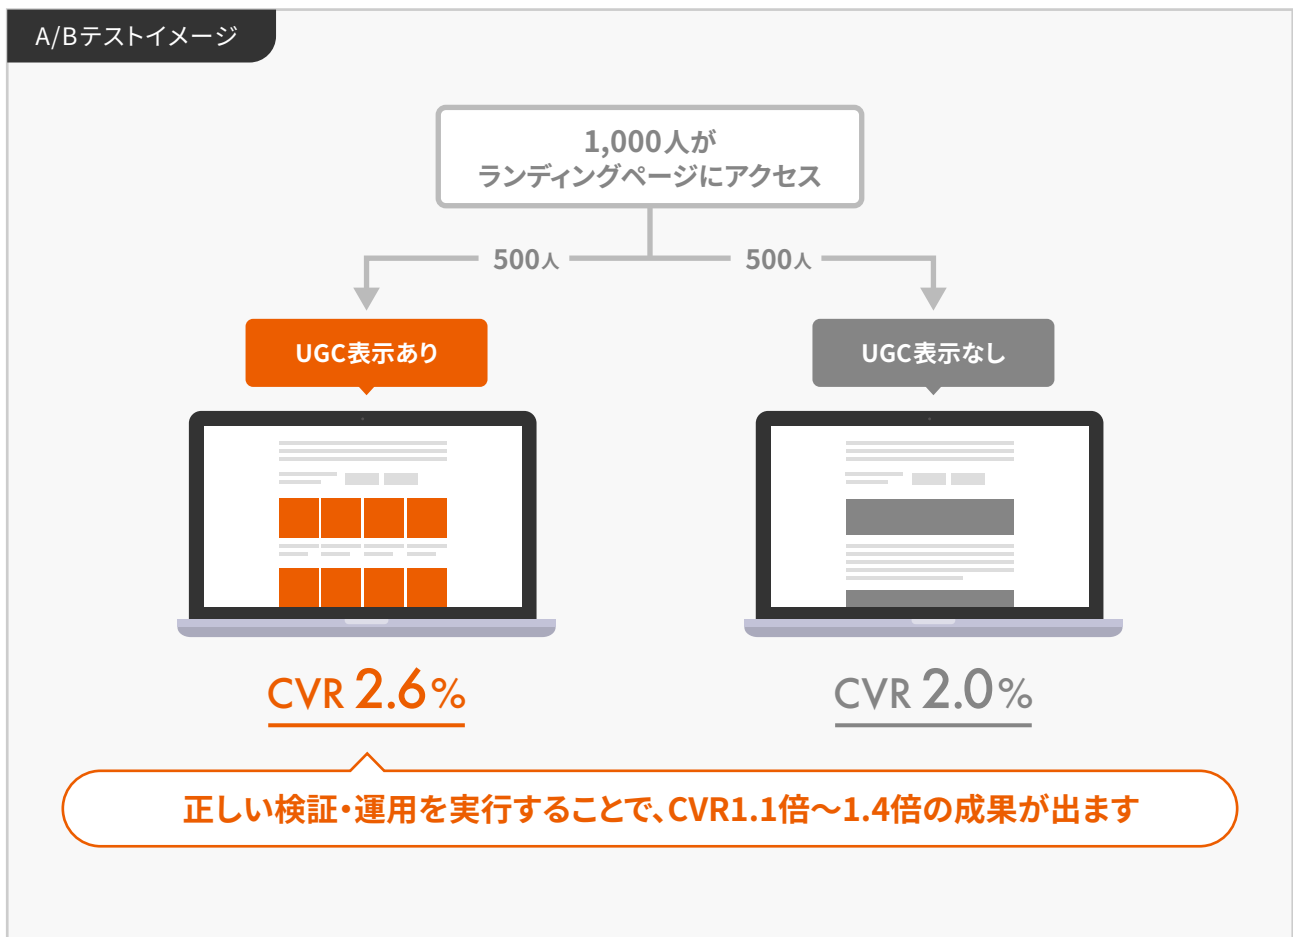 A/Bテストイメージ
1,000人が
ランディングページにアクセス
500人
500人
UGC表示あり
UGC表示なし
CVR 2.6%
CVR 2.0%
正しい検証・運用を実行することで、CVR1.1倍〜1.4倍の成果が出ます